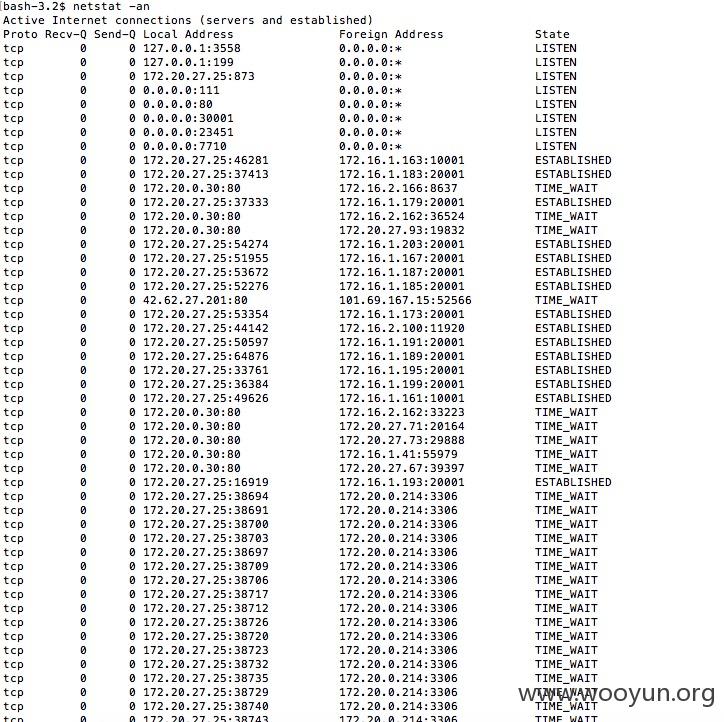 bash-3.2$ netstat -an
Active Internet connections (servers and established)
Proto Recv-Q Send-Q Local Address Foreign Address State
tcp 0 0 127.0.0.1:3558 0.0.0.0:* LISTEN
tcp 0 0 127.0.0.1:199 0.0.0.0:* LISTEN
tcp 0 0 172.20.27.25:873 0.0.0.0:* LISTEN
tcp 0 0 0.0.0.0:111 0.0.0.0:* LISTEN
tcp 0 0 0.0.0.0:80 0.0.0.0:* LISTEN
tcp 0 0 0.0.0.0:30001 0.0.0.0:* LISTEN
tcp 0 0 0.0.0.0:23451 0.0.0.0:* LISTEN
tcp 0 0 0.0.0.0:7710 0.0.0.0:* LISTEN
tcp 0 0 172.20.27.25:46281 172.16.1.163:10001 ESTABLISHED
tcp 0 0 172.20.27.25:37413 172.16.1.183:20001 ESTABLISHED
tcp 0 0 172.20.0.30:80 172.16.2.166:8637 TIME_WAIT
tcp 0 0 172.20.27.25:37333 172.16.1.179:20001 ESTABLISHED
tcp 0 0 172.20.0.30:80 172.16.2.162:36524 TIME_WAIT
tcp 0 0 172.20.0.30:80 172.20.27.93:19832 TIME_WAIT
tcp 0 0 172.20.27.25:54274 172.16.1.203:20001 ESTABLISHED
tcp 0 0 172.20.27.25:51955 172.16.1.167:20001 ESTABLISHED
tcp 0 0 172.20.27.25:53672 172.16.1.187:20001 ESTABLISHED
tcp 0 0 172.20.27.25:52276 172.16.1.185:20001 ESTABLISHED
tcp 0 0 42.62.27.201:80 101.69.167.15:52566 TIME_WAIT
tcp 0 0 172.20.27.25:53354 172.16.1.173:20001 ESTABLISHED
tcp 0 0 172.20.27.25:44142 172.16.2.100:11920 ESTABLISHED
tcp 0 0 172.20.27.25:50597 172.16.1.191:20001 ESTABLISHED
tcp 0 0 172.20.27.25:64876 172.16.1.189:20001 ESTABLISHED
tcp 0 0 172.20.27.25:33761 172.16.1.195:20001 ESTABLISHED
tcp 0 0 172.20.27.25:36384 172.16.1.199:20001 ESTABLISHED
tcp 0 0 172.20.27.25:49626 172.16.1.161:10001 ESTABLISHED
tcp 0 0 172.20.0.30:80 172.16.2.162:33223 TIME_WAIT
tcp 0 0 172.20.0.30:80 172.20.27.71:20164 TIME_WAIT
tcp 0 0 172.20.0.30:80 172.20.27.73:29888 TIME_WAIT
tcp 0 0 172.20.0.30:80 172.16.1.41:55979 TIME_WAIT
tcp 0 0 172.20.0.30:80 172.20.27.67:39397 TIME_WAIT
tcp 0 0 172.20.27.25:16919 172.16.1.193:20001 ESTABLISHED
tcp 0 0 172.20.27.25:38694 172.20.0.214:3306 TIME_WAIT
tcp 0 0 172.20.27.25:38691 172.20.0.214:3306 TIME_WAIT
tcp 0 0 172.20.27.25:38700 172.20.0.214:3306 TIME_WAIT
tcp 0 0 172.20.27.25:38703 172.20.0.214:3306 TIME_WAIT
tcp 0 0 172.20.27.25:38697 172.20.0.214:3306 TIME_WAIT
tcp 0 0 172.20.27.25:38709 172.20.0.214:3306 TIME_WAIT
tcp 0 0 172.20.27.25:38706 172.20.0.214:3306 TIME_WAIT
tcp 0 0 172.20.27.25:38717 172.20.0.214:3306 TIME_WAIT
tcp 0 0 172.20.27.25:38712 172.20.0.214:3306 TIME_WAIT
tcp 0 0 172.20.27.25:38726 172.20.0.214:3306 TIME_WAIT
tcp 0 0 172.20.27.25:38720 172.20.0.214:3306 TIME_WAIT
tcp 0 0 172.20.27.25:38723 172.20.0.214:3306 TIME_WAIT
tcp 0 0 172.20.27.25:38732 172.20.0.214:3306 TIME_WAIT
tcp 0 0 172.20.27.25:38735 172.20.0.214:3306 TIME_WAIT
tcp 0 0 172.20.27.25:38729 172.20.0.214:3306 TIME_WAIT
tcp 0 0 172.20.27.25:38740 172.20.0.214:3306 TIME_WAIT
tcp 0 0 172.20.27.25:38743 172.20.0.214:3306 TIME_WAIT
www.wooyun.org